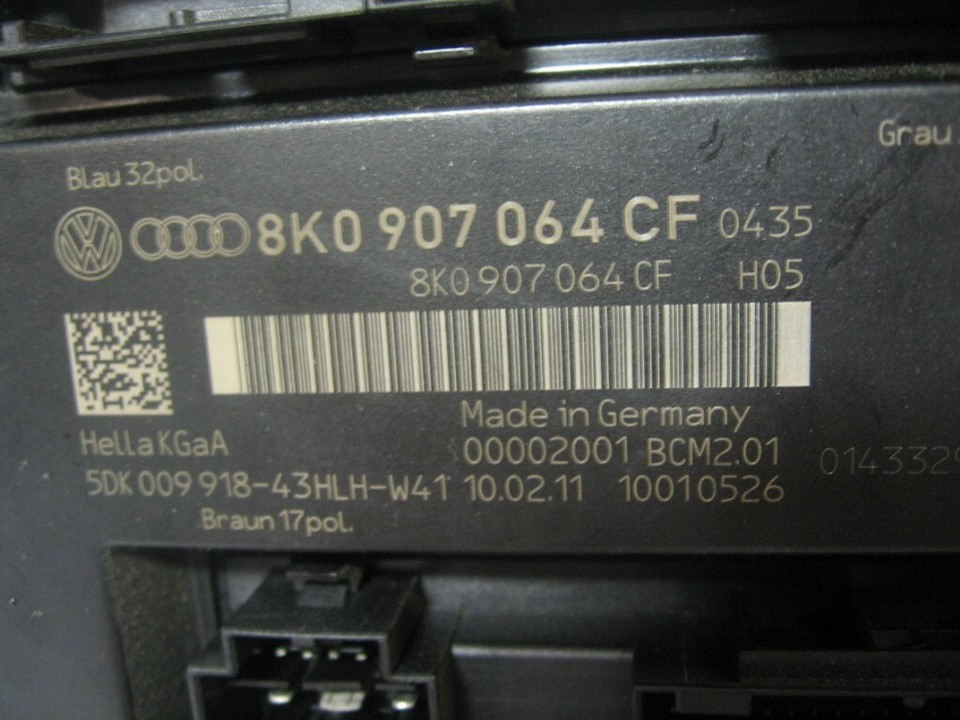 Grau
Blau 32pol.
8K0 907 064 CF 0435
8K0 907 064 CF H05
Made in Germany
Hella KGaA 00002001 BCM2.01
5DK 009 918-43HLH-W41 10.02.11 10010526
Braun 17pol.